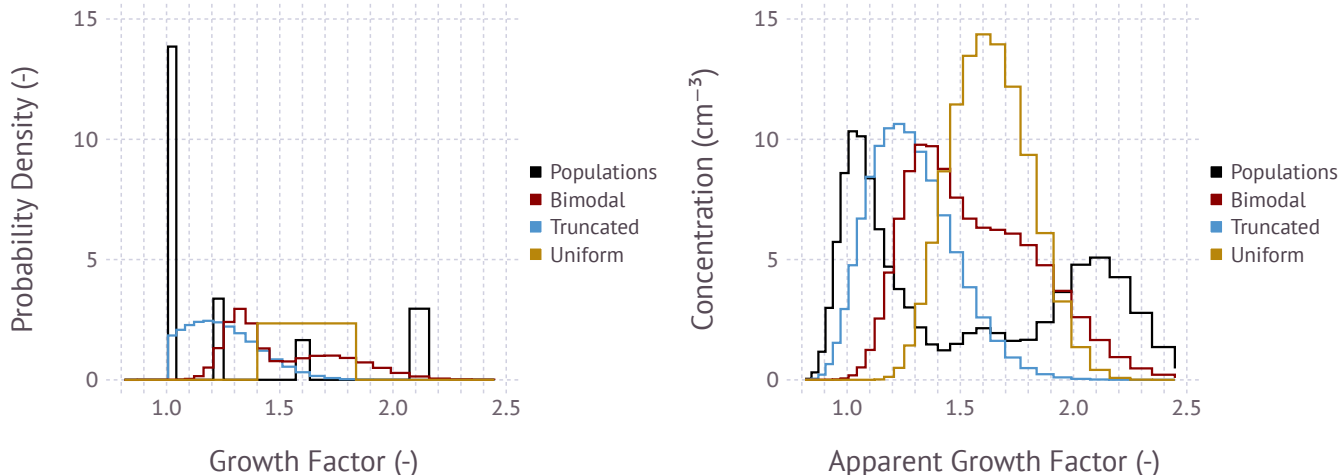 Probability Density (-)
15
10
5
0
1.0
1.5
2.0
2.5
Growth Factor (-)
Populations
Bimodal
Truncated
Uniform
Concentration (cm⁻³)
15
10
5
0
1.0
1.5
2.0
2.5
Apparent Growth Factor (-)
Populations
Bimodal
Truncated
Uniform